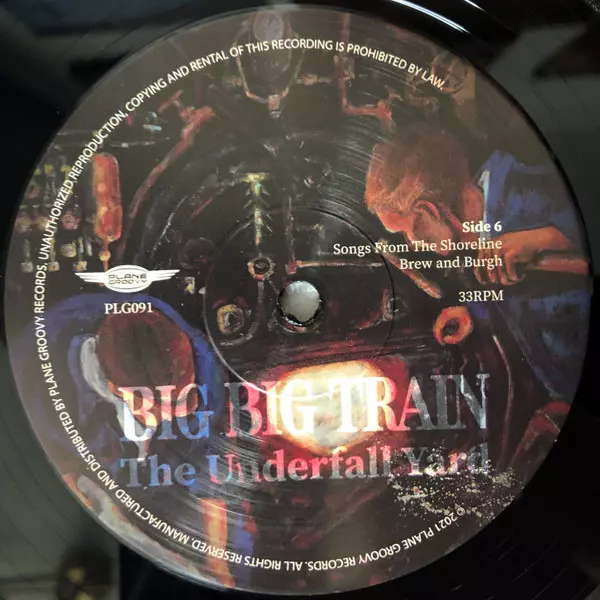 MANUFACTURED AND DISTRIBUTED BY PLANE GROOVY RECORDS. UNAUTHORIZED REPRODUCTION, COPYING AND RENTAL OF THIS RECORDING IS PROHIBITED BY LAW.
Side 6
Songs From The Shoreline
Brew and Burgh
33RPM
PLANE
GROOVY
PLG091
BIG BIG TRAIN
The Underfall Yard
© 2021 PLANE GROOVY RECORDS. ALL RIGHTS RESERVED.